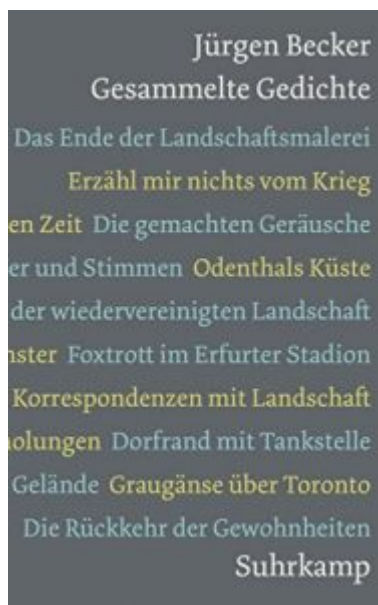 Jürgen Becker
Gesammelte Gedichte
Das Ende der Landschaftsmalerei
Erzähl mir nichts vom Krieg
en Zeit Die gemachten Geräusche
er und Stimmen Odenthals Küste
der wiedervereinigten Landschaft
nster Foxtrott im Erfurter Stadion
Korrespondenzen mit Landschaft
olungen Dorfrand mit Tankstelle
Gelände Graugänse über Toronto
Die Rückkehr der Gewohnheiten
Suhrkamp